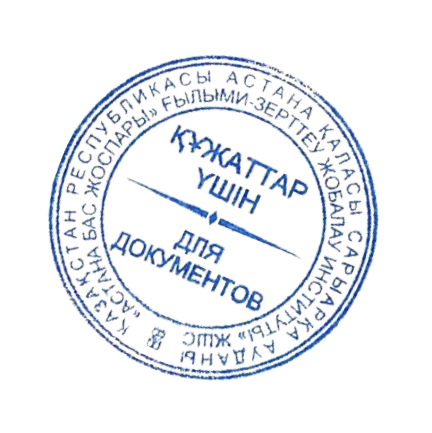 ҚАЗАҚСТАН РЕСПУБЛИКАСЫ АСТАНА ҚАЛАСЫ САРЫАРҚА АУДАНЫ
«АСТАНА БАС ЖОСПАРЫ» ҒЫЛЫМИ-ЗЕРТТЕУ ЖОБАЛАУ ИНСТИТУТЫ» ЖШС
ҚҰЖАТТАР
ҮШІН
ДЛЯ
ДОКУМЕНТОВ